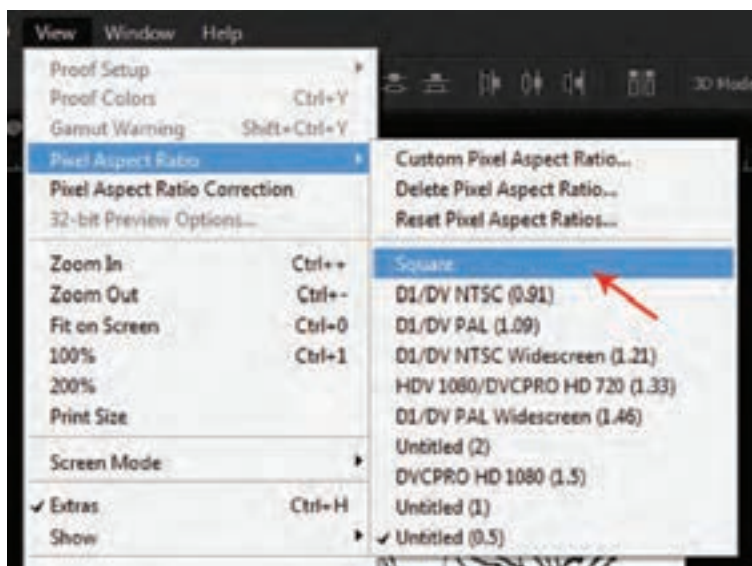 View Window Help
Proof Setup
Proof Colors Ctrl+Y
Gamut Warning Shift+Ctrl+Y
Pixel Aspect Ratio
Pixel Aspect Ratio Correction
32-bit Preview Options...
Zoom In Ctrl++
Zoom Out Ctrl+-
Fit on Screen Ctrl+0
100% Ctrl+1
200%
Print Size
Screen Mode
Extras Ctrl+H
Show
3D Mode
Custom Pixel Aspect Ratio...
Delete Pixel Aspect Ratio...
Reset Pixel Aspect Ratios...
Square
D1/DV NTSC (0.91)
D1/DV PAL (1.09)
D1/DV NTSC Widescreen (1.21)
HDV 1080/DVCPRO HD 720 (1.33)
D1/DV PAL Widescreen (1.46)
Untitled (2)
DVCPRO HD 1080 (1.5)
Untitled (1)
Untitled (0.5)